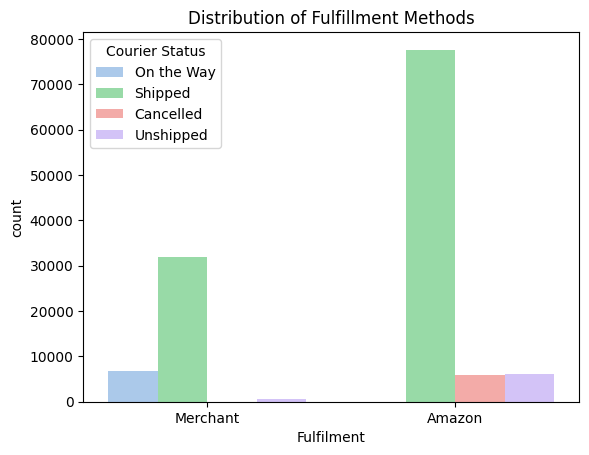 Distribution of Fulfillment Methods
Courier Status
On the Way
Shipped
Cancelled
Unshipped
80000
70000
60000
50000
40000
30000
20000
10000
0
count
Merchant
Amazon
Fulfilment